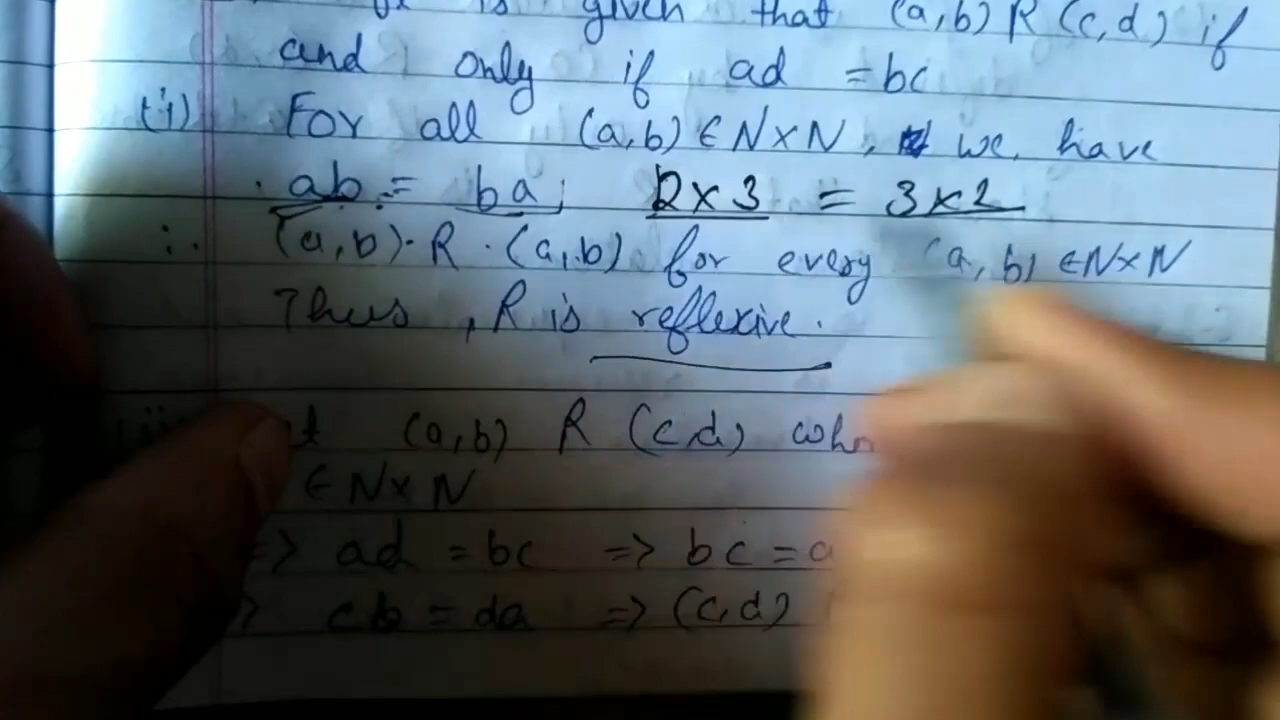 is given that (a,b) R (c,d) if
and only if ad = bc
(i) For all (a,b) ∈ N×N, we have
ab = ba, 2×3 = 3×2
∴ (a,b) R (a,b) for every (a,b) ∈ N×N
Thus, R is reflexive.
(a,b) R (c,d)
∈ N×N
=> ad = bc => bc =
cb = da => (c,d)